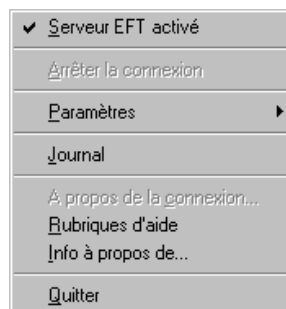 Serveur EFT activé
Arrêter la connexion
Paramètres
Journal
A propos de la connexion...
Rubriques d'aide
Info à propos de...
Quitter